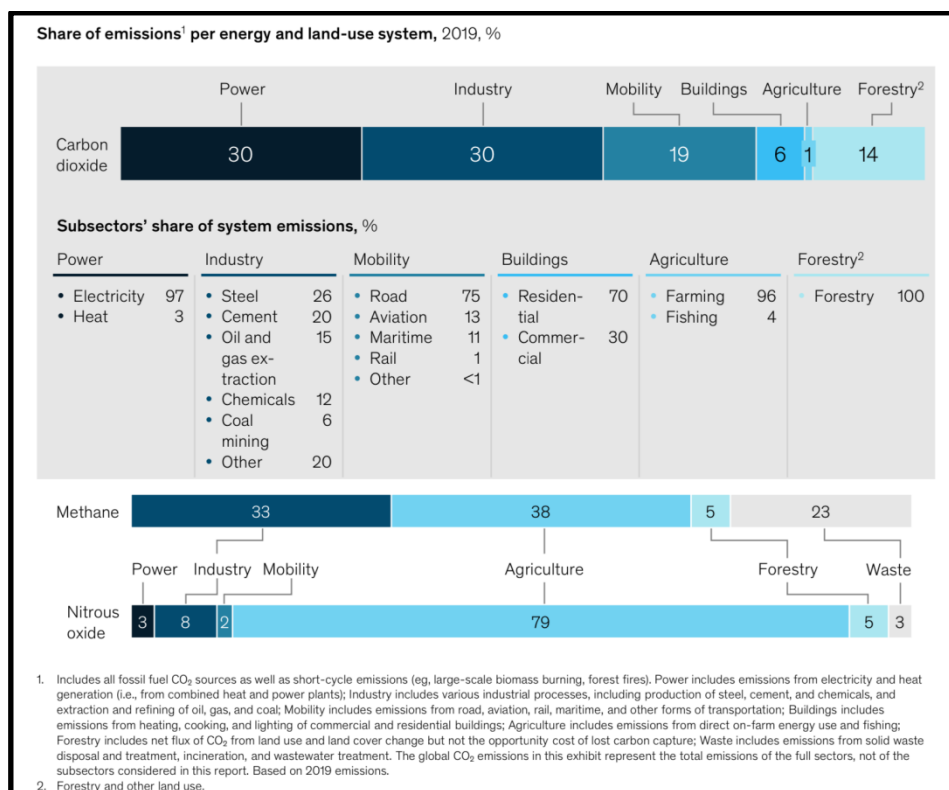 Share of emissions¹ per energy and land-use system, 2019, %
Power Industry Mobility Buildings Agriculture Forestry²
Carbon
dioxide
30 30 19 6 1 14
Subsectors' share of system emissions, %
Power
• Electricity 97
• Heat 3
Industry
• Steel 26
• Cement 20
• Oil and 15
gas ex-
traction
• Chemicals 12
• Coal 6
mining
• Other 20
Mobility
• Road 75
• Aviation 13
• Maritime 11
• Rail 1
• Other <1
Buildings
• Residen- 70
tial
• Commer- 30
cial
Agriculture
• Farming 96
• Fishing 4
Forestry²
• Forestry 100
Methane 33 38 5 23
Power Industry Mobility Agriculture Forestry Waste
Nitrous
oxide
3 8 2 79 5 3
1. Includes all fossil fuel CO₂ sources as well as short-cycle emissions (eg, large-scale biomass burning, forest fires). Power includes emissions from electricity and heat
generation (i.e., from combined heat and power plants); Industry includes various industrial processes, including production of steel, cement, and chemicals, and
extraction and refining of oil, gas, and coal; Mobility includes emissions from road, aviation, rail, maritime, and other forms of transportation; Buildings includes
emissions from heating, cooking, and lighting of commercial and residential buildings; Agriculture includes emissions from direct on-farm energy use and fishing;
Forestry includes net flux of CO₂ from land use and land cover change but not the opportunity cost of lost carbon capture; Waste includes emissions from solid waste
disposal and treatment, incineration, and wastewater treatment. The global CO₂ emissions in this exhibit represent the total emissions of the full sectors, not of the
subsectors considered in this report. Based on 2019 emissions.
2. Forestry and other land use.